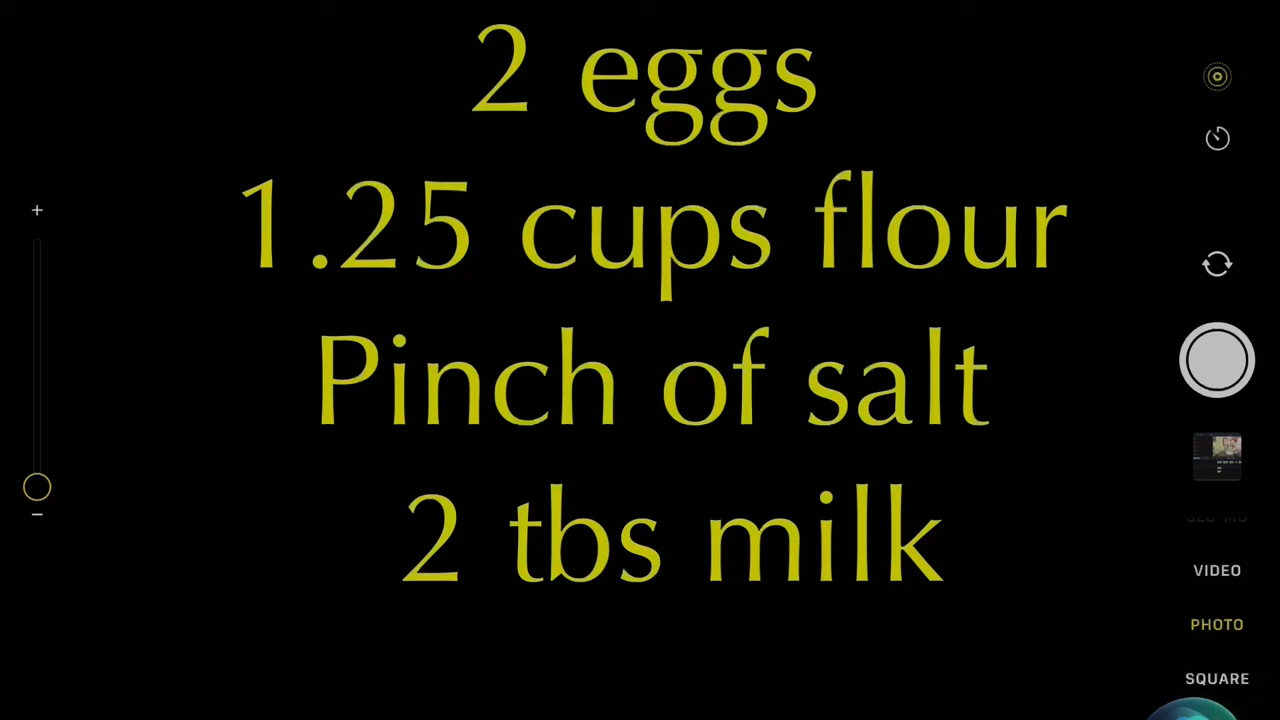 2 eggs
1.25 cups flour
Pinch of salt
2 tbs milk
VIDEO
PHOTO
SQUARE